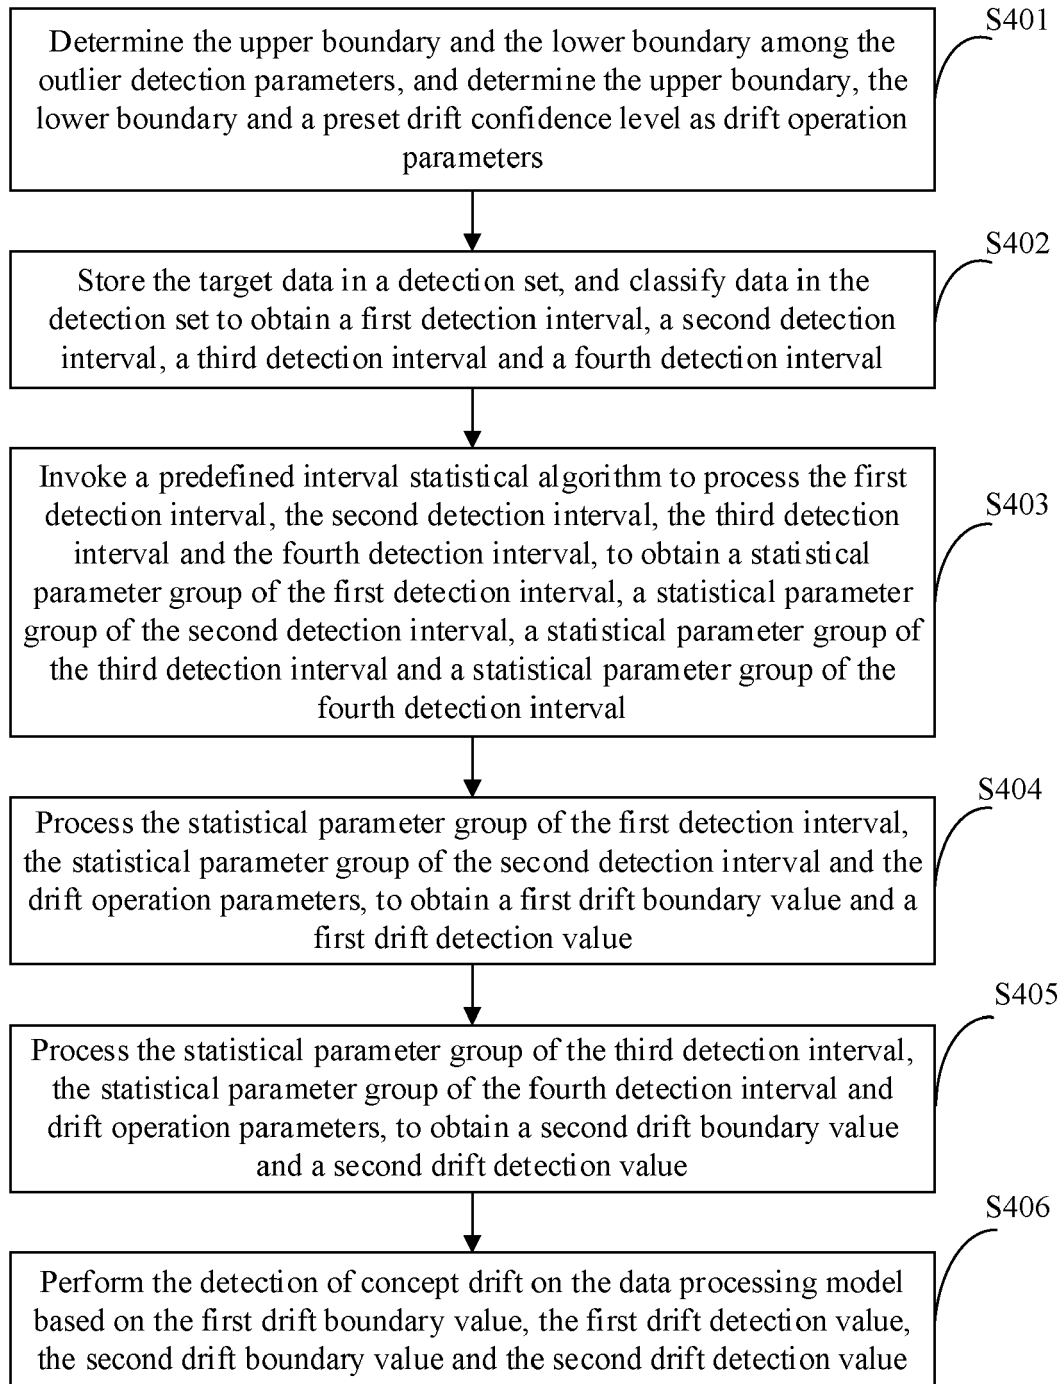 S401
Determine the upper boundary and the lower boundary among the
outlier detection parameters, and determine the upper boundary, the
lower boundary and a preset drift confidence level as drift operation
parameters
S402
Store the target data in a detection set, and classify data in the
detection set to obtain a first detection interval, a second detection
interval, a third detection interval and a fourth detection interval
S403
Invoke a predefined interval statistical algorithm to process the first
detection interval, the second detection interval, the third detection
interval and the fourth detection interval, to obtain a statistical
parameter group of the first detection interval, a statistical parameter
group of the second detection interval, a statistical parameter group of
the third detection interval and a statistical parameter group of the
fourth detection interval
S404
Process the statistical parameter group of the first detection interval,
the statistical parameter group of the second detection interval and the
drift operation parameters, to obtain a first drift boundary value and a
first drift detection value
S405
Process the statistical parameter group of the third detection interval,
the statistical parameter group of the fourth detection interval and
drift operation parameters, to obtain a second drift boundary value
and a second drift detection value
S406
Perform the detection of concept drift on the data processing model
based on the first drift boundary value, the first drift detection value,
the second drift boundary value and the second drift detection value